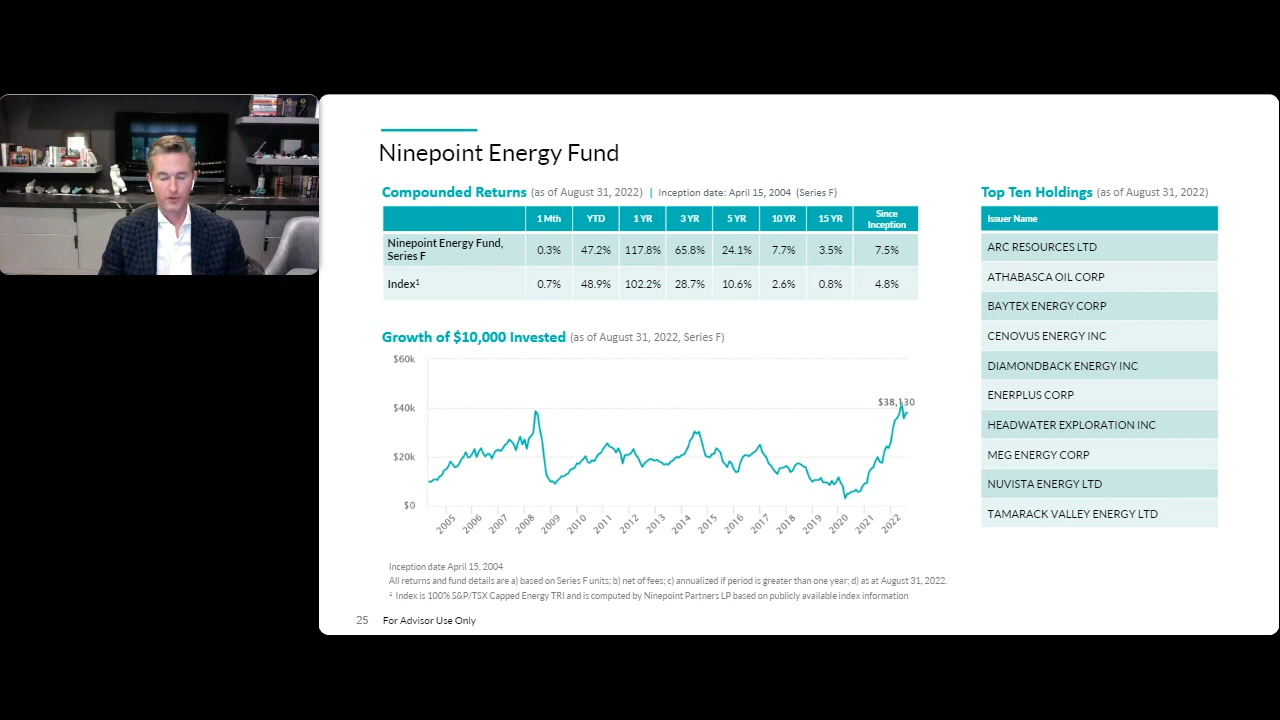 Ninepoint Energy Fund
Compounded Returns (as of August 31, 2022) | Inception date: April 15, 2004 (Series F)
1 Mth YTD 1 YR 3 YR 5 YR 10 YR 15 YR Since Inception
Ninepoint Energy Fund, Series F 0.3% 47.2% 117.8% 65.8% 24.1% 7.7% 3.5% 7.5%
Index¹ 0.7% 48.9% 102.2% 28.7% 10.6% 2.6% 0.8% 4.8%
Growth of $10,000 Invested (as of August 31, 2022, Series F)
$60k
$40k
$20k
$0
$38,130
2005 2006 2007 2008 2009 2010 2011 2012 2013 2014 2015 2016 2017 2018 2019 2020 2021 2022
Top Ten Holdings (as of August 31, 2022)
Issuer Name
ARC RESOURCES LTD
ATHABASCA OIL CORP
BAYTEX ENERGY CORP
CENOVUS ENERGY INC
DIAMONDBACK ENERGY INC
ENERPLUS CORP
HEADWATER EXPLORATION INC
MEG ENERGY CORP
NUVISTA ENERGY LTD
TAMARACK VALLEY ENERGY LTD
Inception date April 15, 2004
All returns and fund details are a) based on Series F units; b) net of fees; c) annualized if period is greater than one year; d) as at August 31, 2022.
¹ Index is 100% S&P/TSX Capped Energy TRI and is computed by Ninepoint Partners LP based on publicly available index information
25 For Advisor Use Only